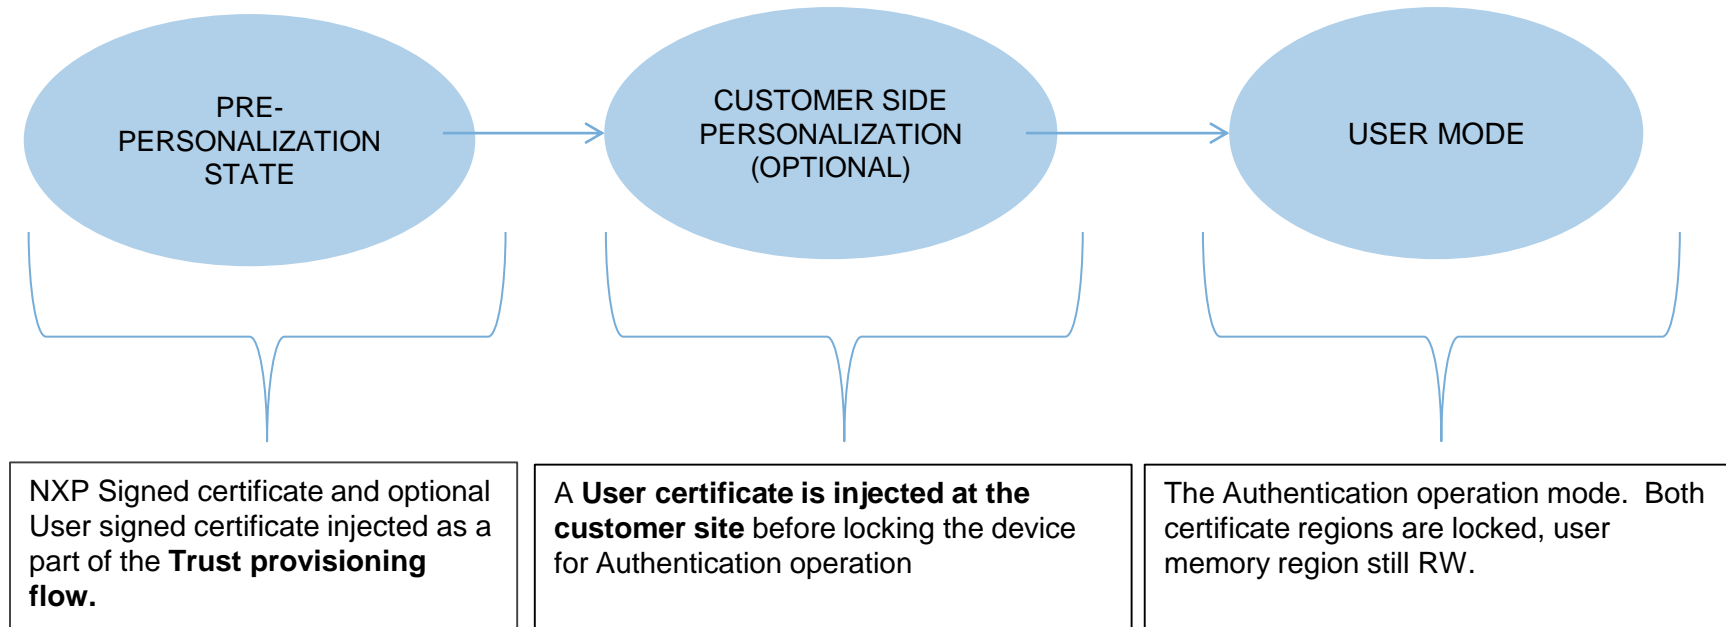 PRE-
PERSONALIZATION
STATE
CUSTOMER SIDE
PERSONALIZATION
(OPTIONAL)
USER MODE
NXP Signed certificate and optional
User signed certificate injected as a
part of the Trust provisioning
flow.
A User certificate is injected at the
customer site before locking the device
for Authentication operation
The Authentication operation mode.  Both
certificate regions are locked, user
memory region still RW.